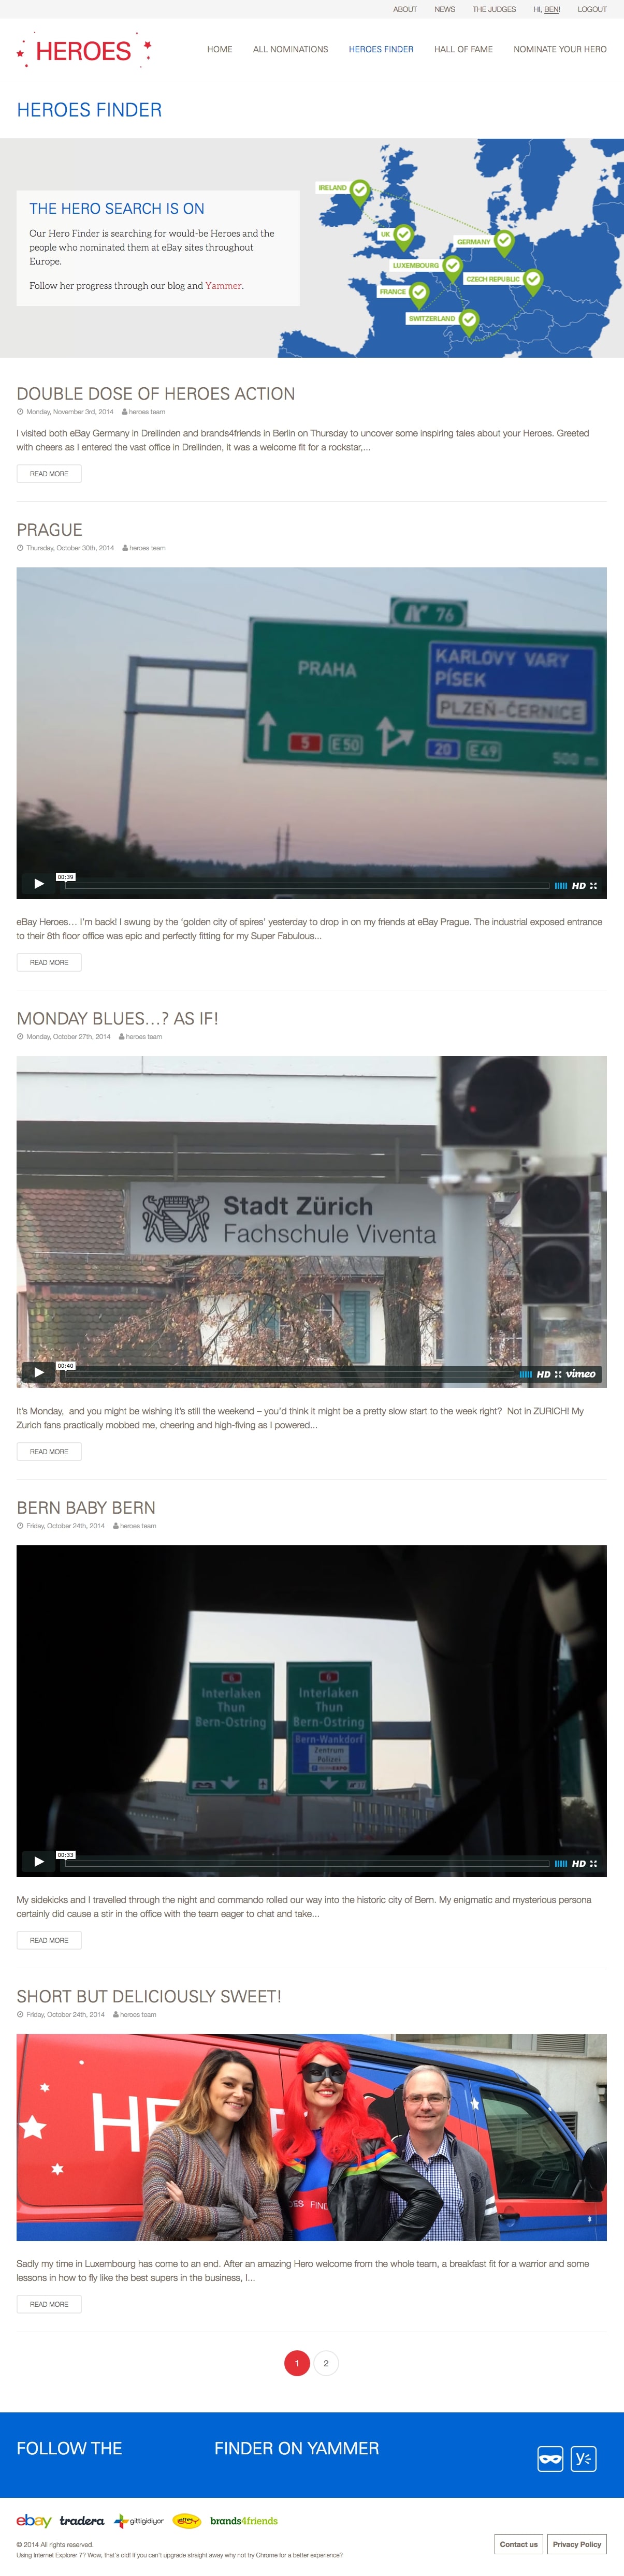 ABOUT NEWS THE JUDGES HI, BEN! LOGOUT
HEROES
HOME ALL NOMINATIONS HEROES FINDER HALL OF FAME NOMINATE YOUR HERO
HEROES FINDER
THE HERO SEARCH IS ON
Our Hero Finder is searching for would-be Heroes and the
people who nominated them at eBay sites throughout
Europe.
Follow her progress through our blog and Yammer.
IRELAND
UK
GERMANY
LUXEMBOURG
CZECH REPUBLIC
FRANCE
SWITZERLAND
DOUBLE DOSE OF HEROES ACTION
Monday, November 3rd, 2014 heroes team
I visited both eBay Germany in Dreilinden and brands4friends in Berlin on Thursday to uncover some inspiring tales about your Heroes. Greeted
with cheers as I entered the vast office in Dreilinden, it was a welcome fit for a rockstar,...
READ MORE
PRAGUE
Thursday, October 30th, 2014 heroes team
76
PRAHA
KARLOVY VARY
PÍSEK
PLZEŇ-ČERNICE
5 E50
20 E49
500 m
00:39
HD
eBay Heroes… I'm back! I swung by the 'golden city of spires' yesterday to drop in on my friends at eBay Prague. The industrial exposed entrance
to their 8th floor office was epic and perfectly fitting for my Super Fabulous...
READ MORE
MONDAY BLUES…? AS IF!
Monday, October 27th, 2014 heroes team
Stadt Zürich
Fachschule Viventa
00:40
HD vimeo
It's Monday, and you might be wishing it's still the weekend – you'd think it might be a pretty slow start to the week right? Not in ZURICH! My
Zurich fans practically mobbed me, cheering and high-fiving as I powered...
READ MORE
BERN BABY BERN
Friday, October 24th, 2014 heroes team
6
Interlaken
Thun
Bern-Ostring
6
Interlaken
Thun
Bern-Ostring
Bern-Wankdorf
Zentrum
Polizei
00:33
HD
My sidekicks and I travelled through the night and commando rolled our way into the historic city of Bern. My enigmatic and mysterious persona
certainly did cause a stir in the office with the team eager to chat and take...
READ MORE
SHORT BUT DELICIOUSLY SWEET!
Friday, October 24th, 2014 heroes team
Sadly my time in Luxembourg has come to an end. After an amazing Hero welcome from the whole team, a breakfast fit for a warrior and some
lessons in how to fly like the best supers in the business, I...
READ MORE
1 2
FOLLOW THE FINDER ON YAMMER
ebay tradera gittigidiyor brands4friends
© 2014 All rights reserved.
Using Internet Explorer 7? Wow, that's old! If you can't upgrade straight away why not try Chrome for a better experience?
Contact us Privacy Policy